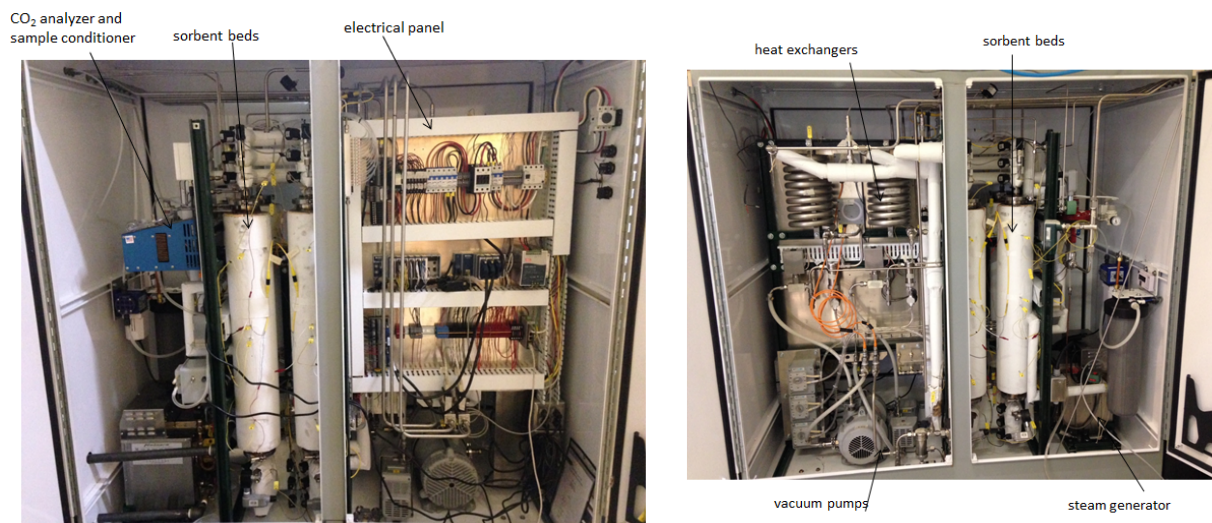 CO₂ analyzer and
sample conditioner
sorbent beds
electrical panel
heat exchangers
sorbent beds
vacuum pumps
steam generator